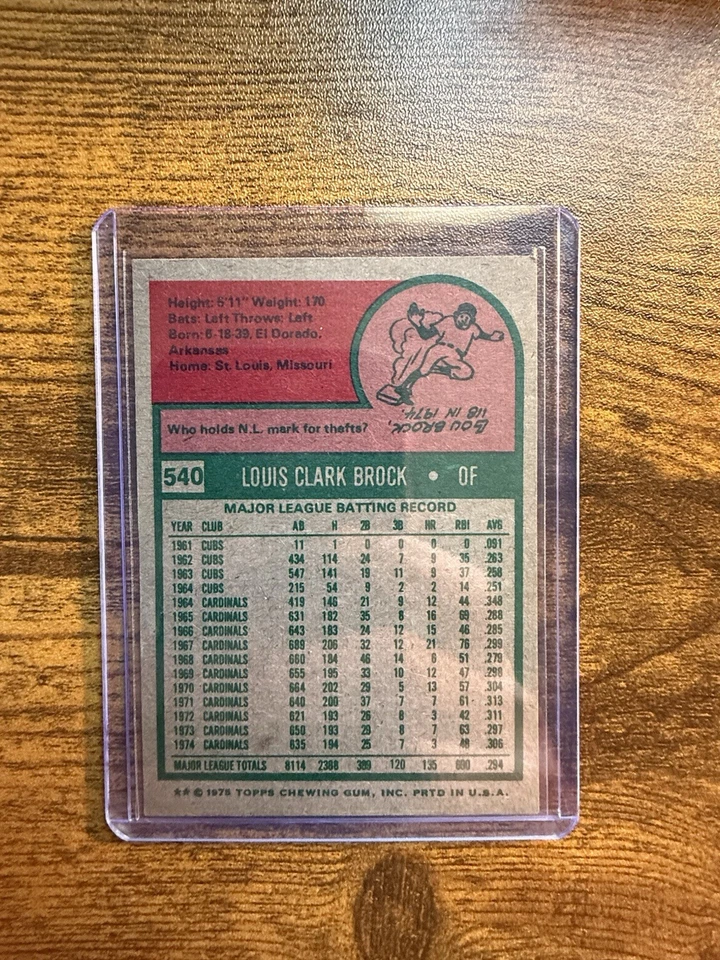 Height: 5'11" Weight: 170
Bats: Left Throws: Left
Born: 6-18-39, El Dorado,
Arkansas
Home: St. Louis, Missouri
Who holds N.L. mark for thefts?
LOU BROCK,
118 IN 1974.
540 LOUIS CLARK BROCK • OF
MAJOR LEAGUE BATTING RECORD
YEAR CLUB AB H 2B 3B HR RBI AVG
1961 CUBS 11 1 0 0 0 0 .091
1962 CUBS 434 114 24 7 9 35 .263
1963 CUBS 547 141 19 11 9 37 .258
1964 CUBS 215 54 9 2 2 14 .251
1964 CARDINALS 419 146 21 9 12 44 .348
1965 CARDINALS 631 182 35 8 16 69 .288
1966 CARDINALS 643 183 24 12 15 46 .285
1967 CARDINALS 689 206 32 12 21 76 .299
1968 CARDINALS 660 184 46 14 6 51 .279
1969 CARDINALS 655 195 33 10 12 47 .298
1970 CARDINALS 664 202 29 5 13 57 .304
1971 CARDINALS 640 200 37 7 7 61 .313
1972 CARDINALS 621 193 26 8 3 42 .311
1973 CARDINALS 650 193 29 8 7 63 .297
1974 CARDINALS 635 194 25 7 3 48 .306
MAJOR LEAGUE TOTALS 8114 2388 389 120 135 690 .294
★★ © 1975 TOPPS CHEWING GUM, INC. PRTD IN U.S.A.